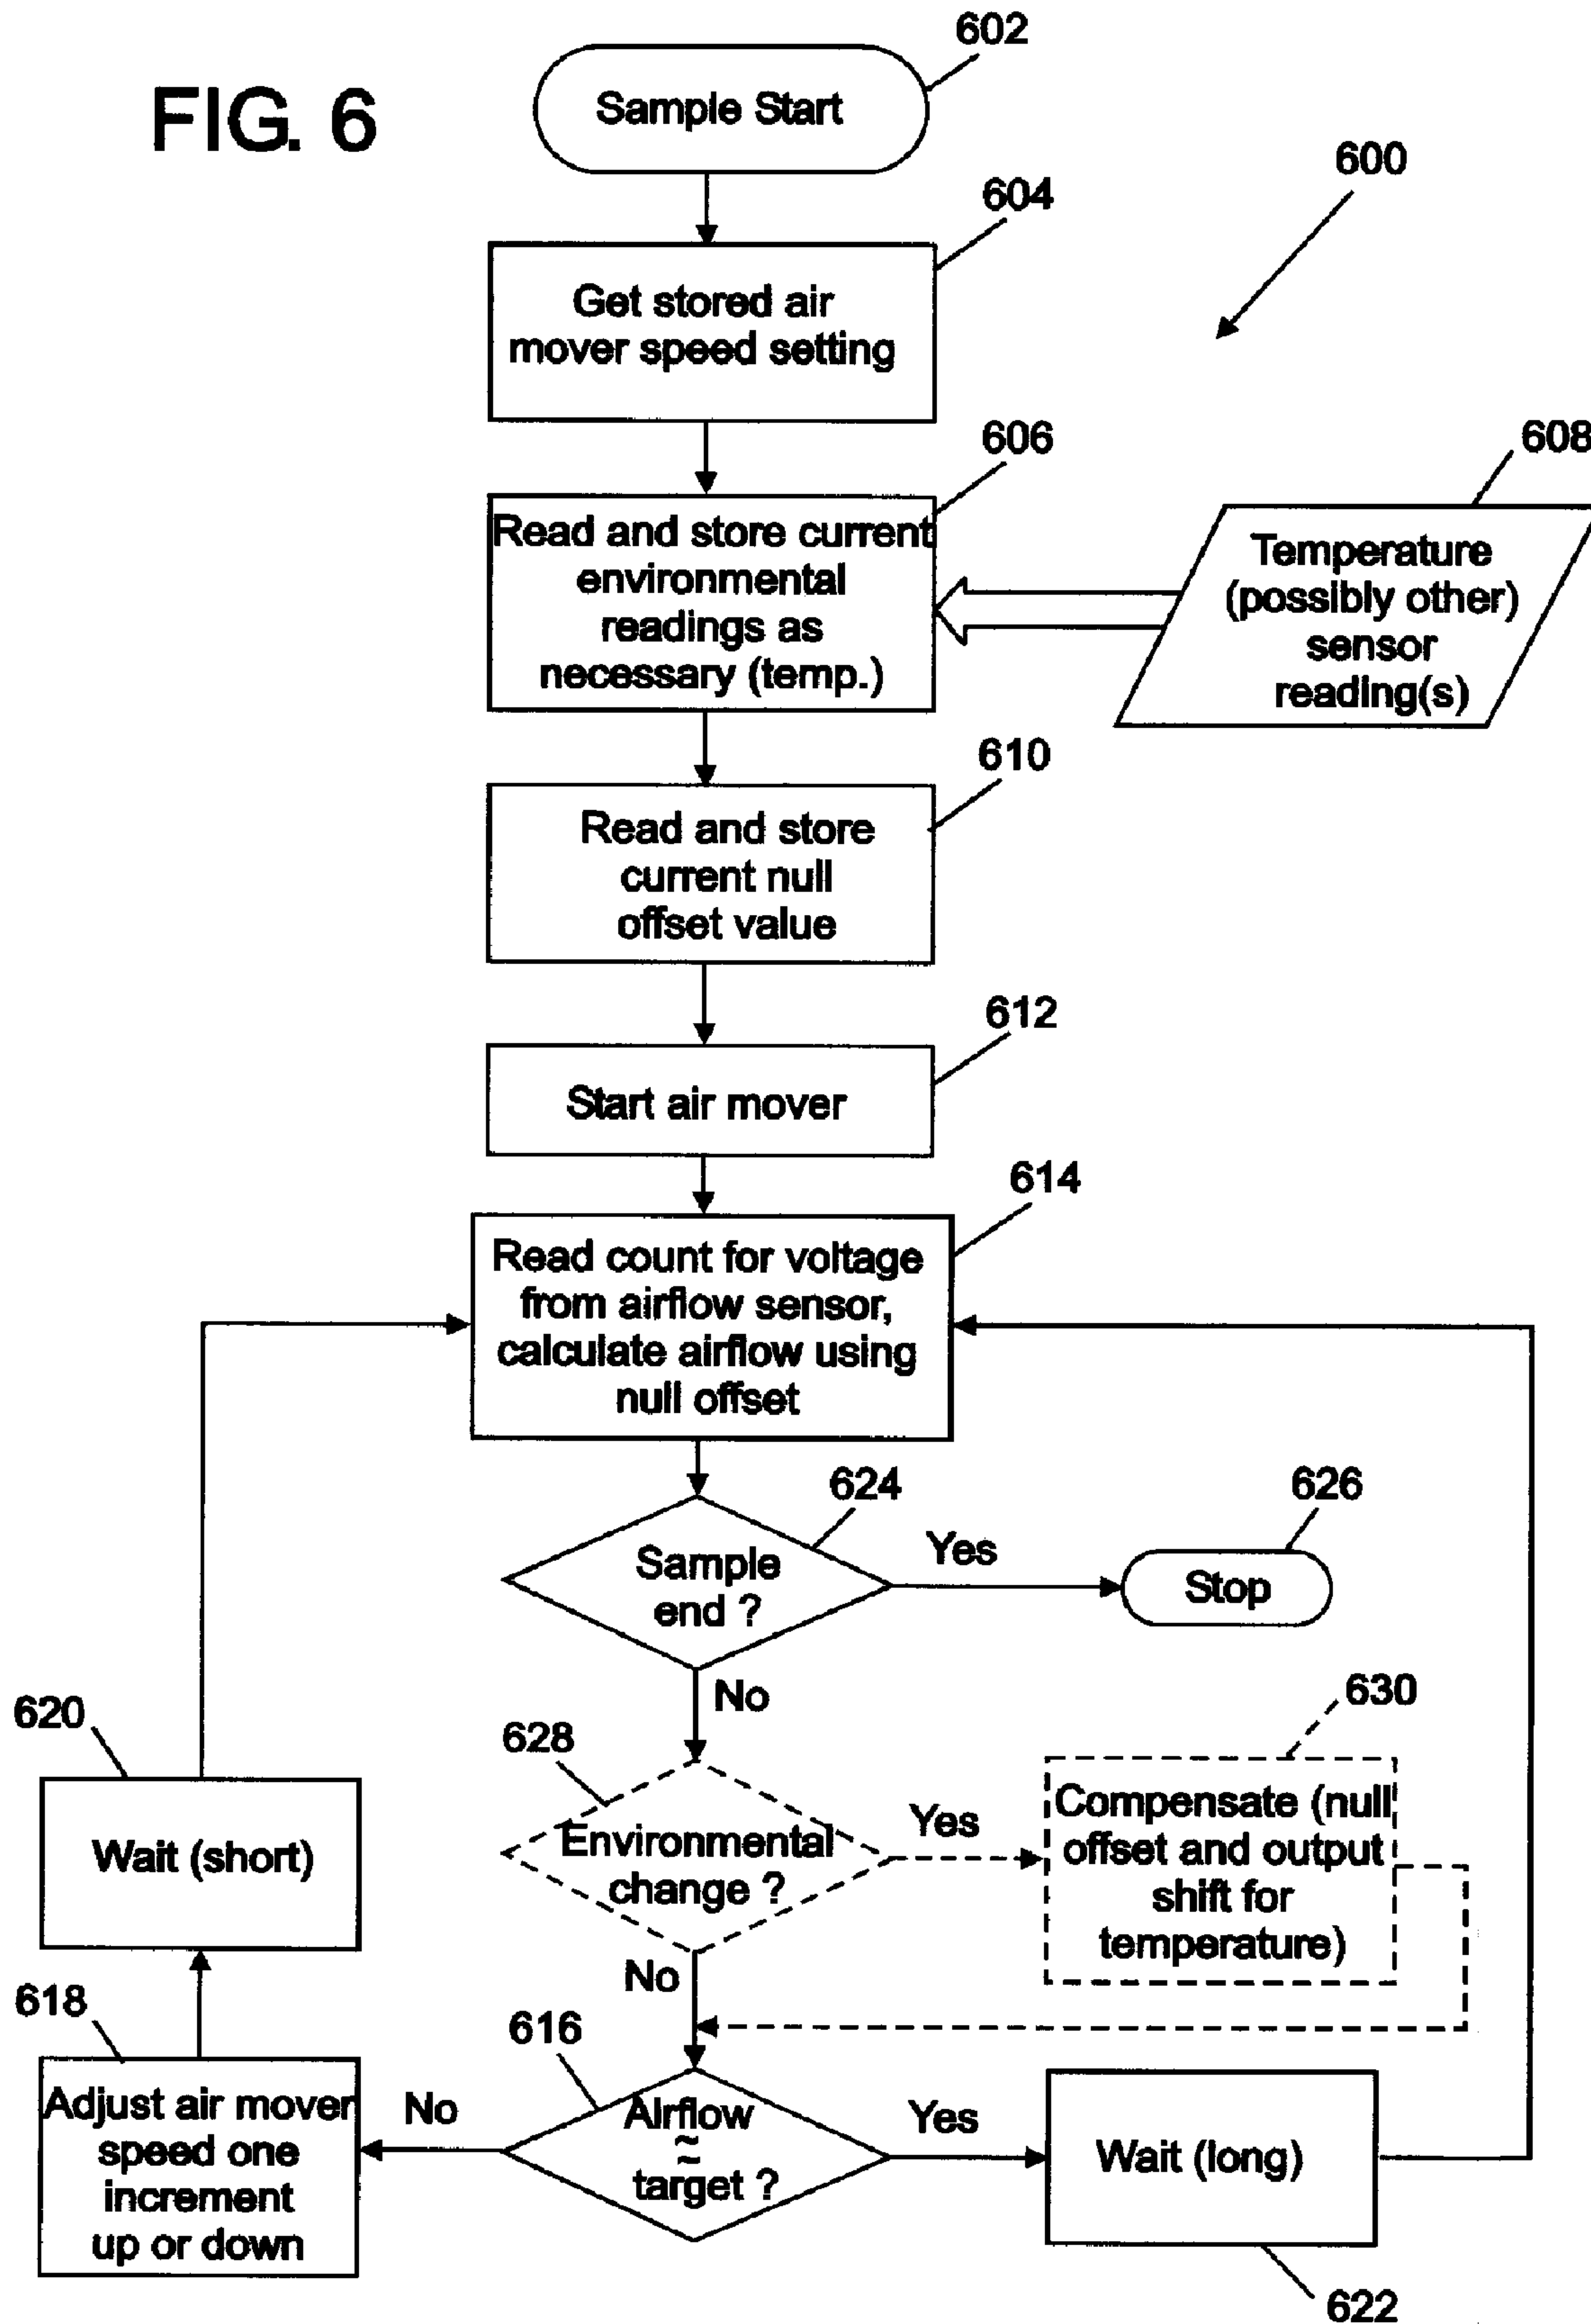 FIG. 6
602
Sample Start
600
604
Get stored air
mover speed setting
606
608
Read and store current
environmental
readings as
necessary (temp.)
Temperature
(possibly other)
sensor
reading(s)
610
Read and store
current null
offset value
612
Start air mover
614
Read count for voltage
from airflow sensor,
calculate airflow using
null offset
624
626
Sample
end ?
Yes
Stop
No
620
628
630
Wait (short)
Environmental
change ?
Yes
Compensate (null
offset and output
shift for
temperature)
No
618
616
Adjust air mover
speed one
increment
up or down
No
Airflow
≈
target ?
Yes
Wait (long)
622